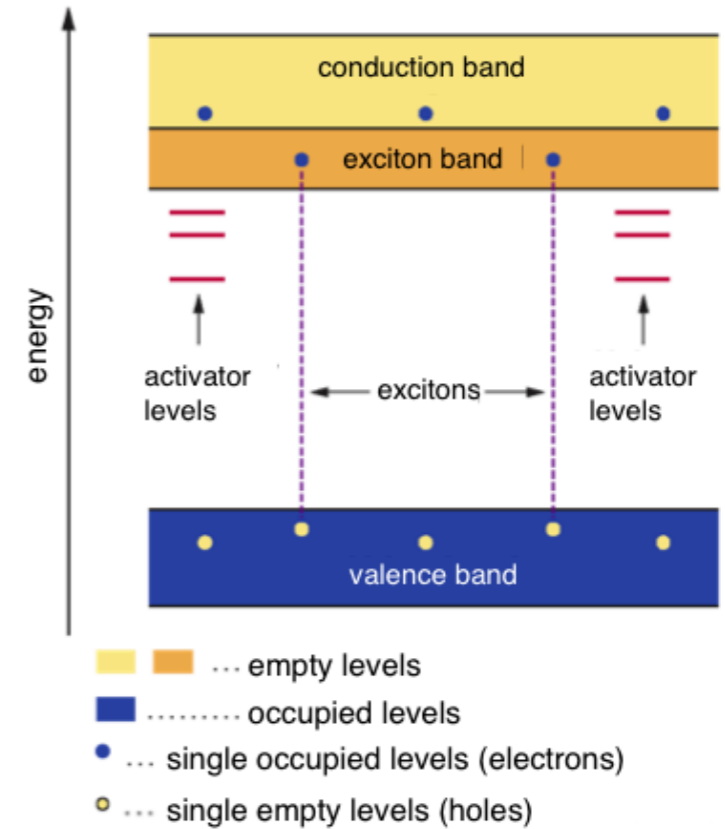 conduction band
exciton band
energy
activator
levels
excitons
activator
levels
valence band
... empty levels
......... occupied levels
... single occupied levels (electrons)
... single empty levels (holes)